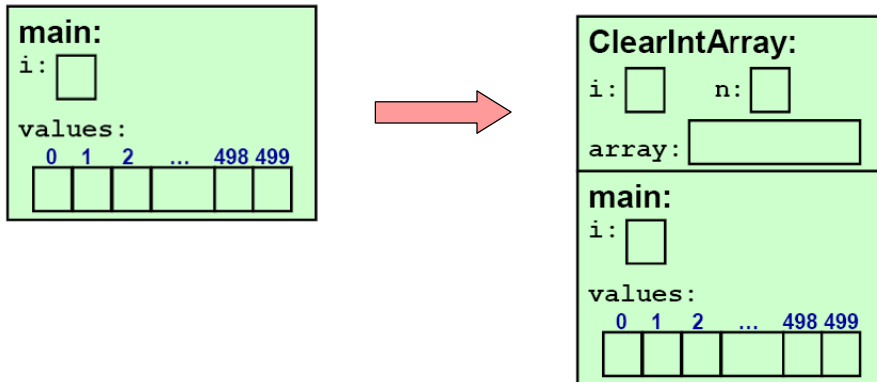 main:
i:
values:
0 1 2 ... 498 499
ClearIntArray:
i: n:
array:
main:
i:
values:
0 1 2 ... 498 499